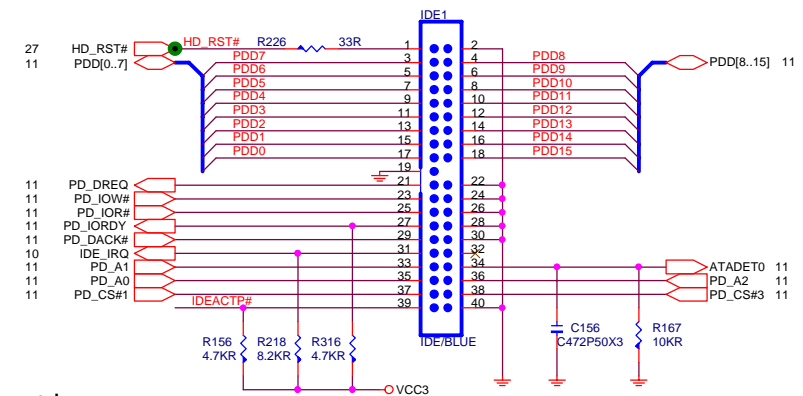 IDE1
27 HD_RST# HD_RST# R226 33R 1 2
11 PDD[0..7] PDD7 3 4 PDD8 PDD[8..15] 11
PDD6 5 6 PDD9
PDD5 7 8 PDD10
PDD4 9 10 PDD11
PDD3 11 12 PDD12
PDD2 13 14 PDD13
PDD1 15 16 PDD14
PDD0 17 18 PDD15
19
11 PD_DREQ 21 22
11 PD_IOW# 23 24
11 PD_IOR# 25 26
11 PD_IORDY 27 28
11 PD_DACK# 29 30
10 IDE_IRQ 31 32
11 PD_A1 33 34 ATADET0 11
11 PD_A0 35 36 PD_A2 11
11 PD_CS#1 37 38 PD_CS#3 11
IDEACTP# 39 40
R156 R218 R316 IDE/BLUE C156 R167
4.7KR 8.2KR 4.7KR C472P50X3 10KR
VCC3